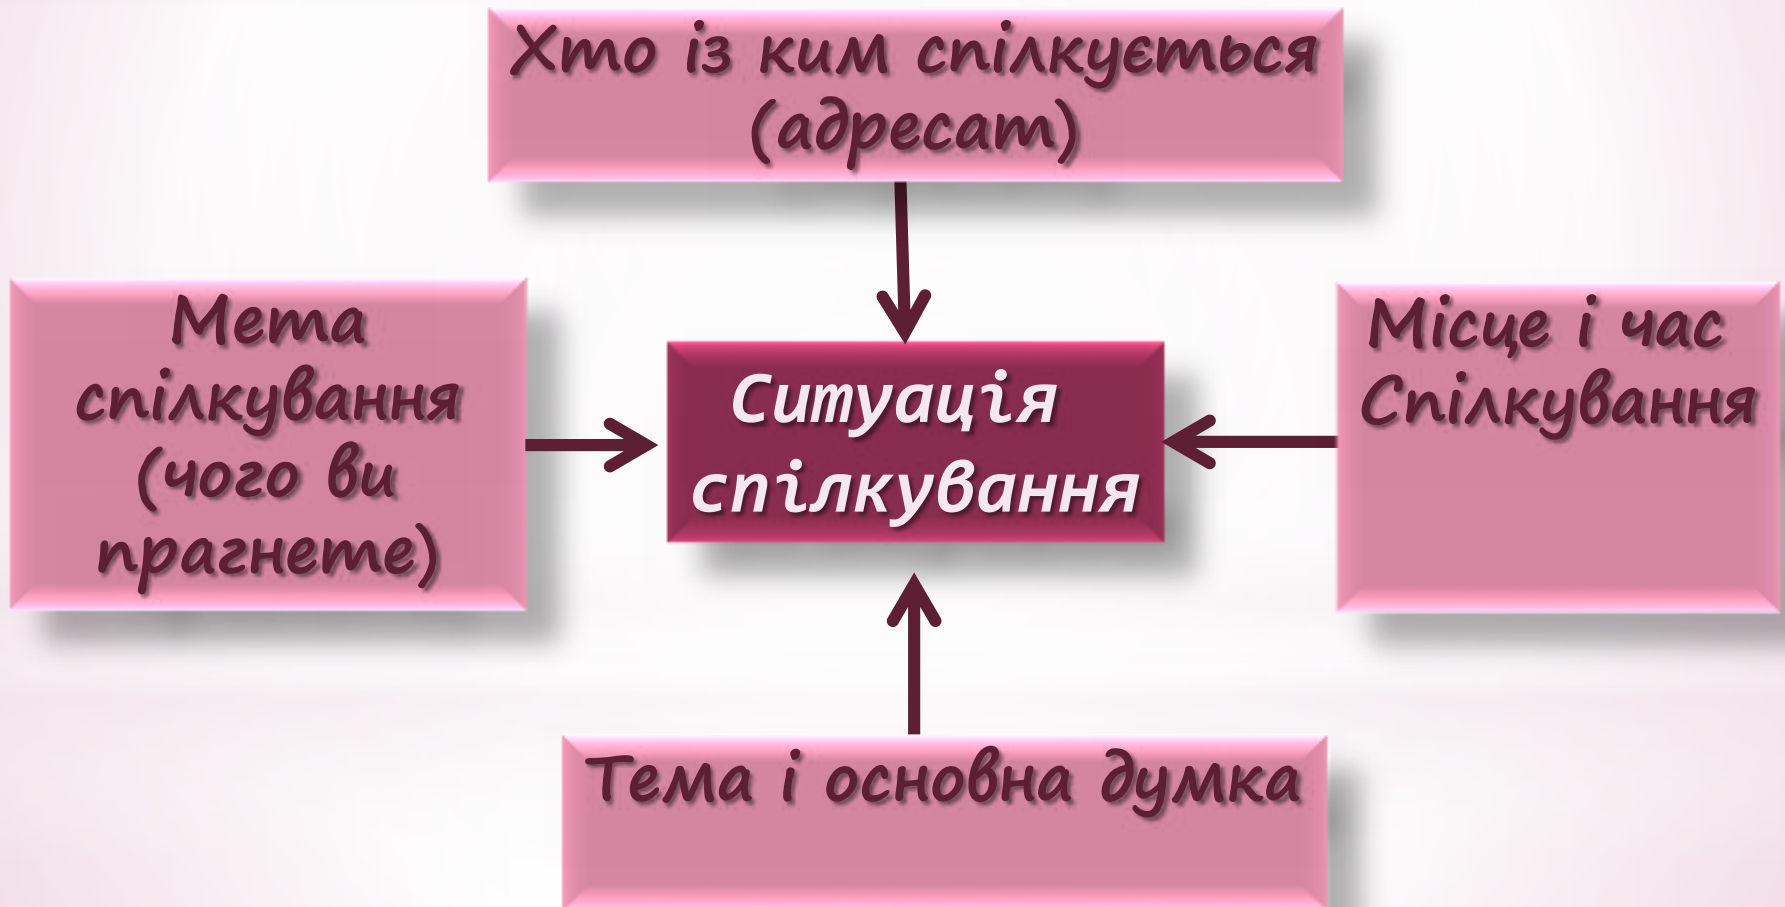 Хто із ким спілкується
(адресат)
Мета
спілкування
(чого ви
прагнете)
Ситуація
спілкування
Місце і час
Спілкування
Тема і основна думка